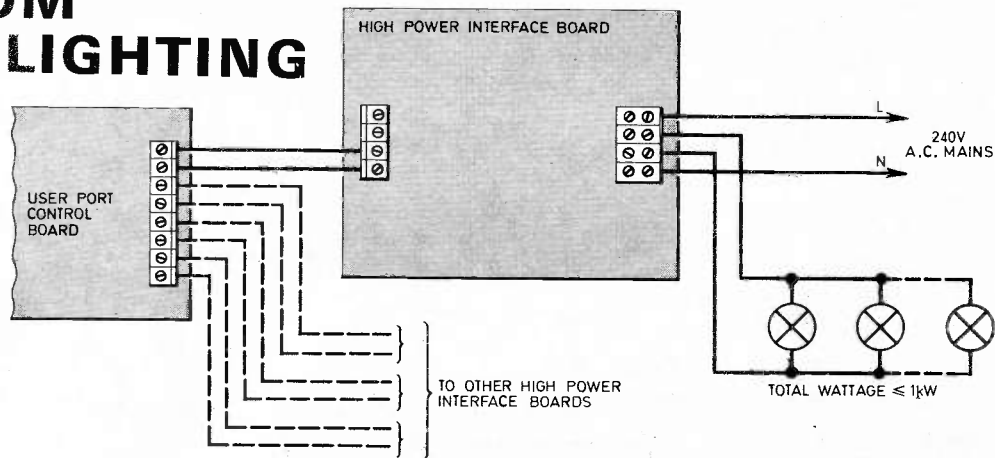 LIGHTING
HIGH POWER INTERFACE BOARD
L
240V
A.C. MAINS
N
USER PORT
CONTROL
BOARD
TO OTHER HIGH POWER
INTERFACE BOARDS
TOTAL WATTAGE ≤ 1kW